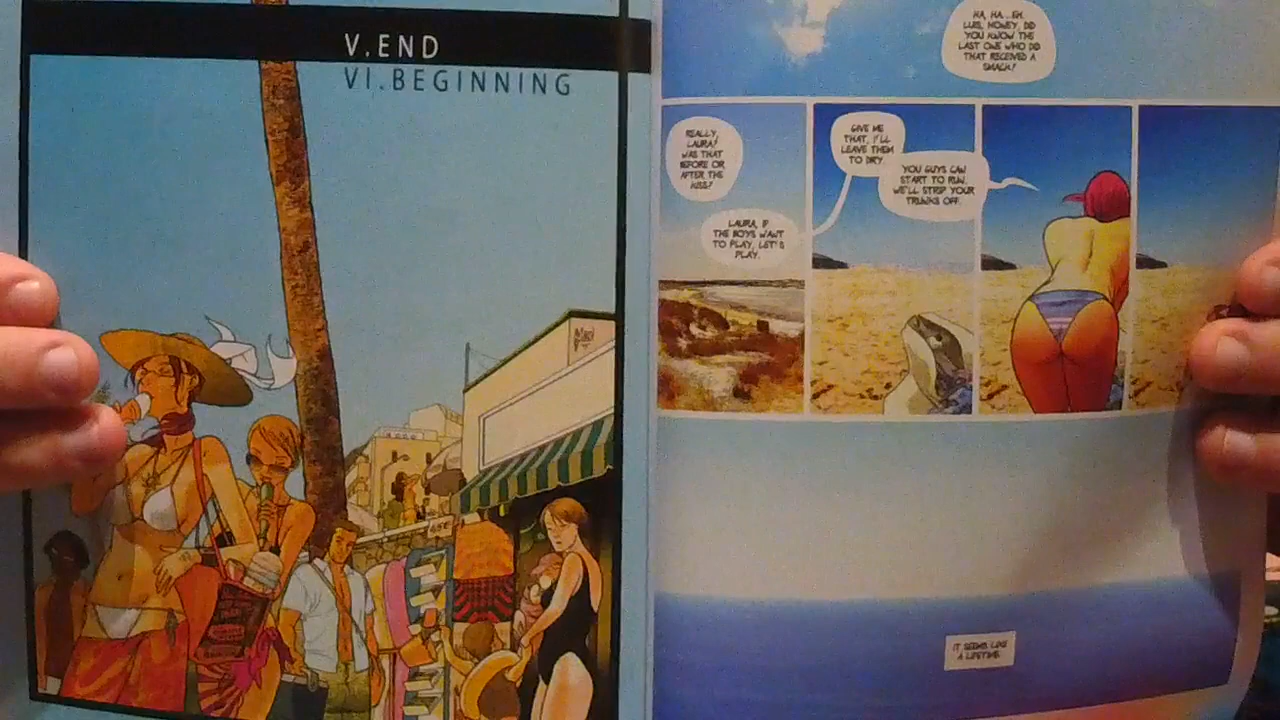 V.END
VI.BEGINNING
HA, HA...EH.
LUIS, HONEY, DID
YOU KNOW THE
LAST ONE WHO DID
THAT RECEIVED A
SMACK!
REALLY,
LAURA?
WAS THAT
BEFORE OR
AFTER THE
KISS?
LAURA, IF
THE BOYS WANT
TO PLAY, LET'S
PLAY.
GIVE ME
THAT, I'LL
LEAVE THEM
TO DRY.
YOU GUYS CAN
START TO RUN.
WE'LL STRIP YOUR
TRUNKS OFF.
IT SEEMS LIKE
A LIFETIME.